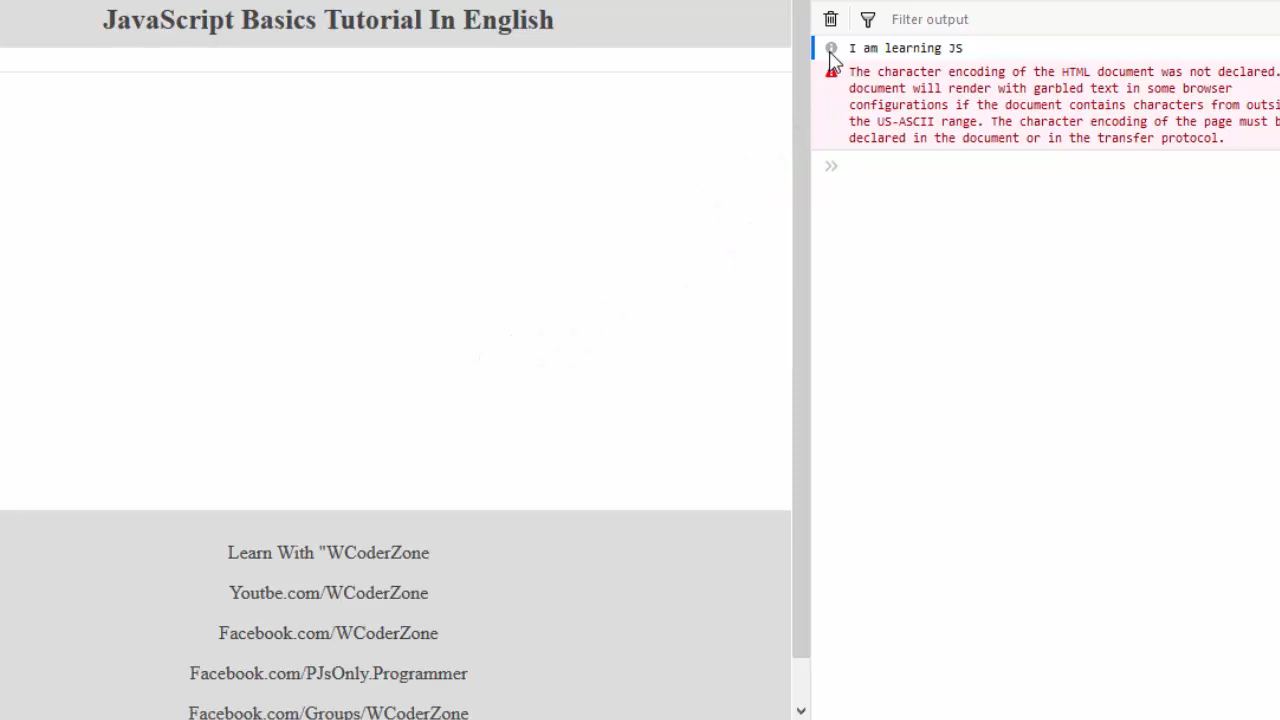 JavaScript Basics Tutorial In English
Filter output
I am learning JS
The character encoding of the HTML document was not declared.
document will render with garbled text in some browser
configurations if the document contains characters from outsi
the US-ASCII range. The character encoding of the page must b
declared in the document or in the transfer protocol.
Learn With "WCoderZone
Youtbe.com/WCoderZone
Facebook.com/WCoderZone
Facebook.com/PJsOnly.Programmer
Facebook.com/Groups/WCoderZone